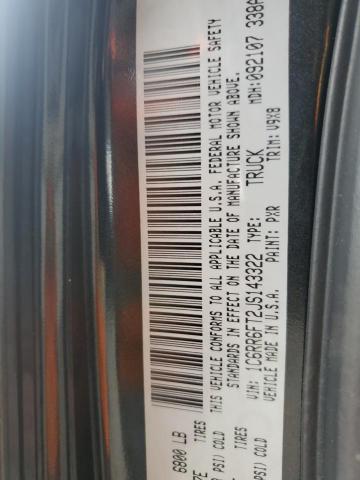 6800 LB
TIRES
PSI) COLD
TIRES
PSI) COLD
THIS VEHICLE CONFORMS TO ALL APPLICABLE U.S.A. FEDERAL MOTOR VEHICLE SAFETY
STANDARDS IN EFFECT ON THE DATE OF MANUFACTURE SHOWN ABOVE.
VIN: 1C6RR6FT2JS143322 TYPE: TRUCK MDH:092107 338A
VEHICLE MADE IN U.S.A. PAINT: PXR TRIM: V9X8